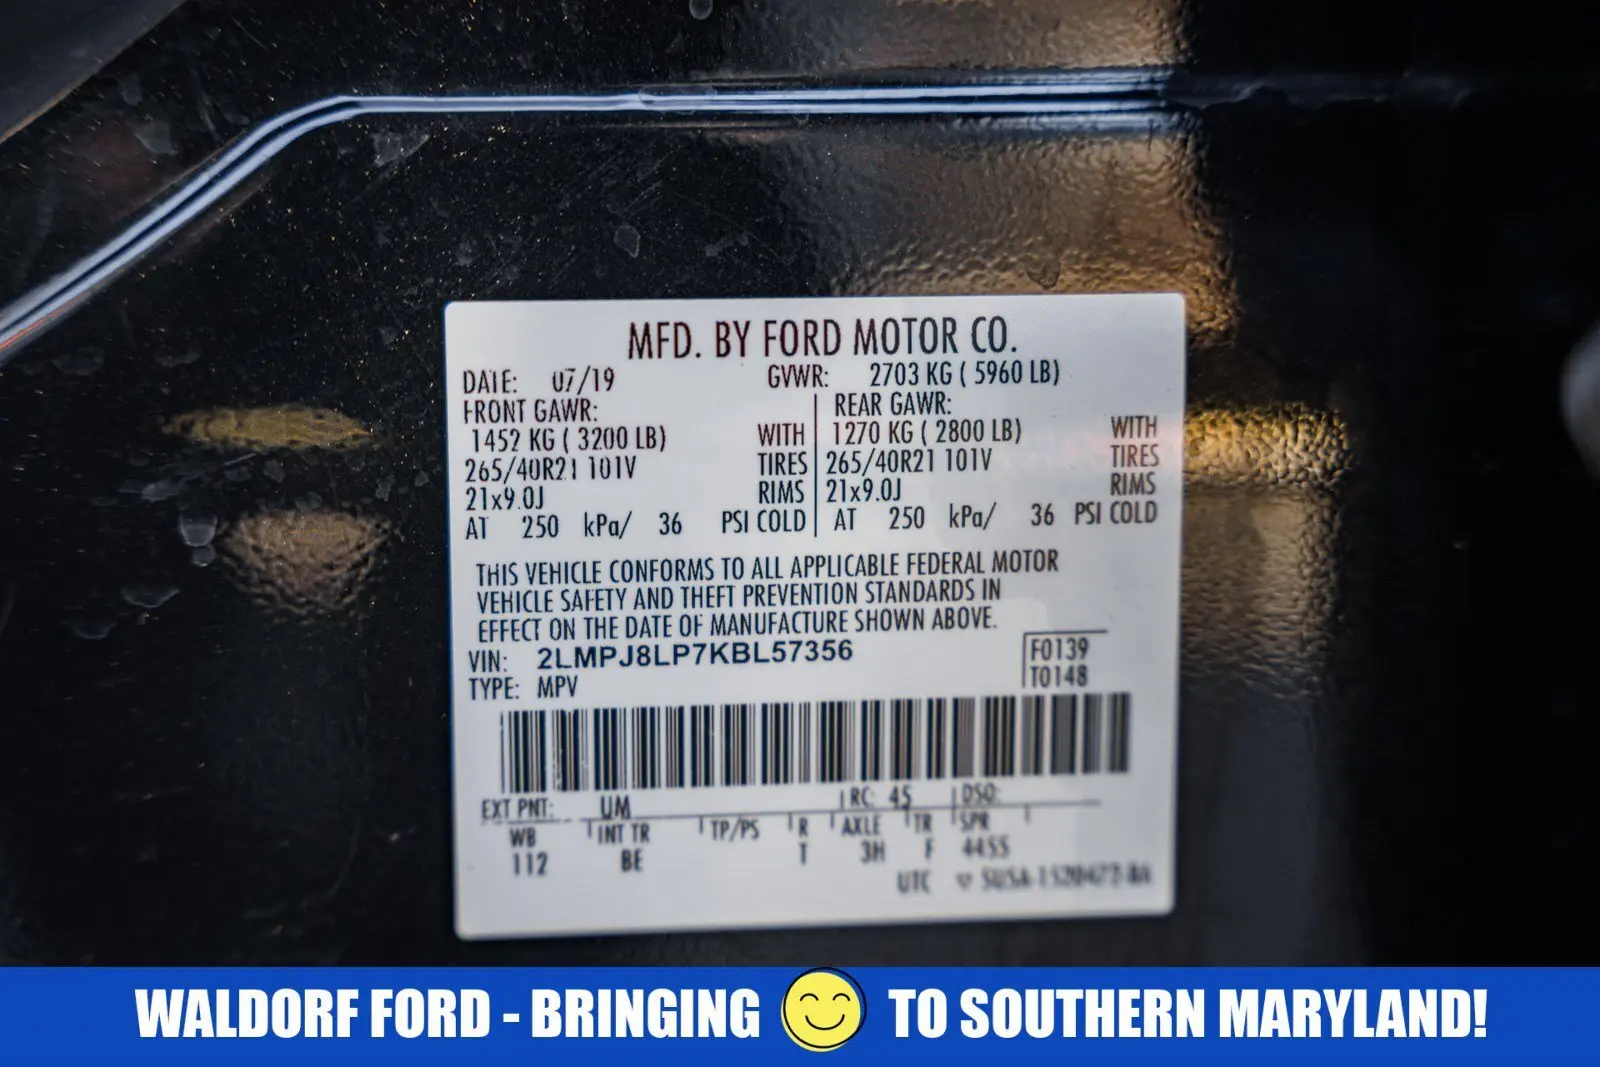 MFD. BY FORD MOTOR CO.
DATE: 07/19 GVWR: 2703 KG ( 5960 LB)
FRONT GAWR: REAR GAWR:
1452 KG ( 3200 LB) WITH 1270 KG ( 2800 LB) WITH
265/40R21 101V TIRES 265/40R21 101V TIRES
21x9.0J RIMS 21x9.0J RIMS
AT 250 kPa/ 36 PSI COLD AT 250 kPa/ 36 PSI COLD
THIS VEHICLE CONFORMS TO ALL APPLICABLE FEDERAL MOTOR
VEHICLE SAFETY AND THEFT PREVENTION STANDARDS IN
EFFECT ON THE DATE OF MANUFACTURE SHOWN ABOVE.
VIN: 2LMPJ8LP7KBL57356 F0139
TYPE: MPV T0148
EXT PNT: UM RC: 45 DSO:
WB INT TR TP/PS R AXLE TR SPR
112 BE T 3H F 4455
UTC
WALDORF FORD - BRINGING TO SOUTHERN MARYLAND!